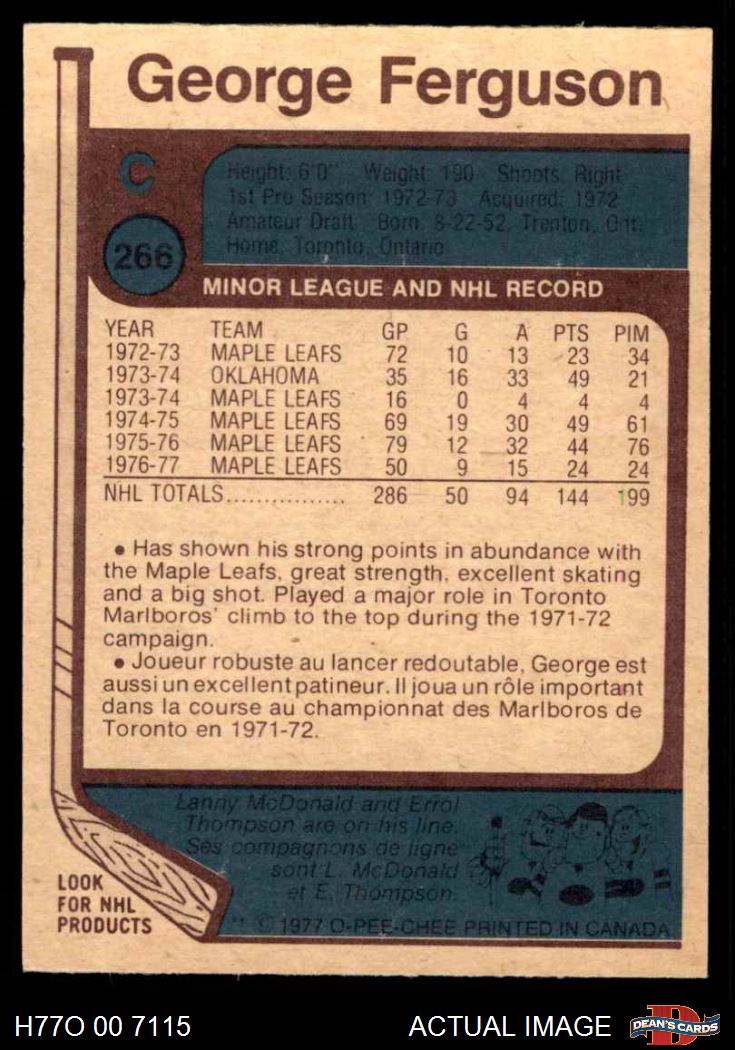 George Ferguson
C
266
Height: 6'0" Weight: 190 Shoots: Right
1st Pro Season: 1972-73 Acquired: 1972
Amateur Draft Born: 8-22-52, Trenton, Ont.
Home: Toronto, Ontario
MINOR LEAGUE AND NHL RECORD
YEAR TEAM GP G A PTS PIM
1972-73 MAPLE LEAFS 72 10 13 23 34
1973-74 OKLAHOMA 35 16 33 49 21
1973-74 MAPLE LEAFS 16 0 4 4 4
1974-75 MAPLE LEAFS 69 19 30 49 61
1975-76 MAPLE LEAFS 79 12 32 44 76
1976-77 MAPLE LEAFS 50 9 15 24 24
NHL TOTALS................ 286 50 94 144 199
• Has shown his strong points in abundance with
the Maple Leafs, great strength, excellent skating
and a big shot. Played a major role in Toronto
Marlboros' climb to the top during the 1971-72
campaign.
• Joueur robuste au lancer redoutable, George est
aussi un excellent patineur. Il joua un rôle important
dans la course au championnat des Marlboros de
Toronto en 1971-72.
Lanny McDonald and Errol
Thompson are on his line.
Ses compagnons de ligne
sont L. McDonald
et E. Thompson.
LOOK
FOR NHL
PRODUCTS
** © 1977 O-PEE-CHEE PRINTED IN CANADA
H77O 00 7115
ACTUAL IMAGE
D
DEAN'S CARDS